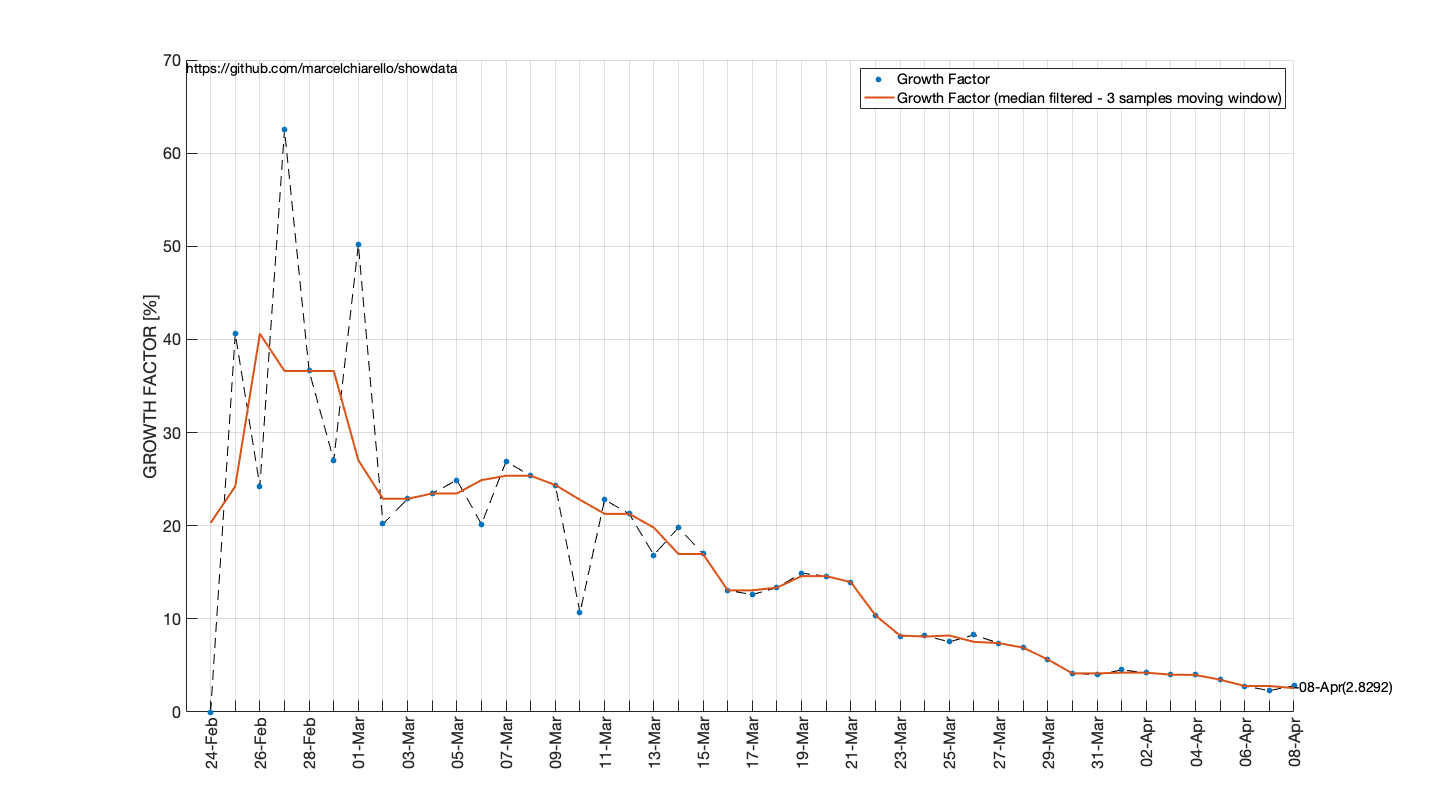 https://github.com/marcelchiarello/showdata
Growth Factor
Growth Factor (median filtered - 3 samples moving window)
GROWTH FACTOR [%]
70
60
50
40
30
20
10
0
08-Apr(2.8292)
24-Feb
26-Feb
28-Feb
01-Mar
03-Mar
05-Mar
07-Mar
09-Mar
11-Mar
13-Mar
15-Mar
17-Mar
19-Mar
21-Mar
23-Mar
25-Mar
27-Mar
29-Mar
31-Mar
02-Apr
04-Apr
06-Apr
08-Apr